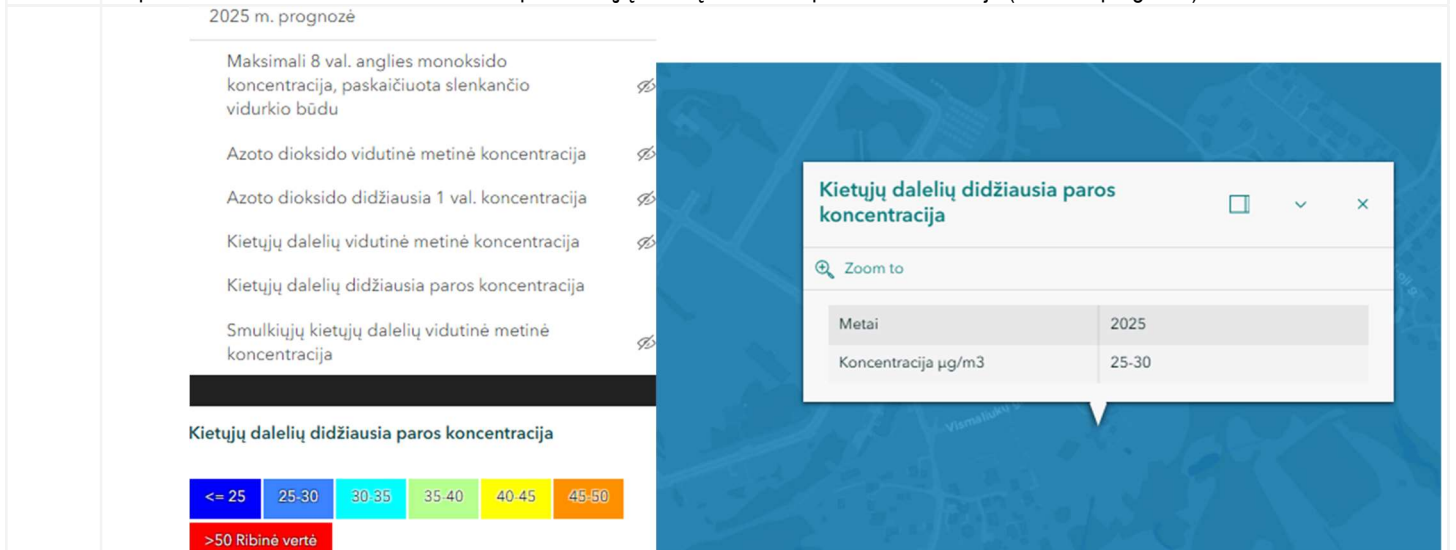 2025 m. prognozė
Maksimali 8 val. anglies monoksido
koncentracija, paskaičiuota slenkančio
vidurkio būdu
Azoto dioksido vidutinė metinė koncentracija
Azoto dioksido didžiausia 1 val. koncentracija
Kietųjų dalelių vidutinė metinė koncentracija
Kietųjų dalelių didžiausia paros koncentracija
Smulkiųjų kietųjų dalelių vidutinė metinė
koncentracija
Kietųjų dalelių didžiausia paros koncentracija
<= 25 25-30 30-35 35-40 40-45 45-50
>50 Ribinė vertė
Kietųjų dalelių didžiausia paros
koncentracija
Zoom to
Metai 2025
Koncentracija µg/m3 25-30
Vismaliukų g.